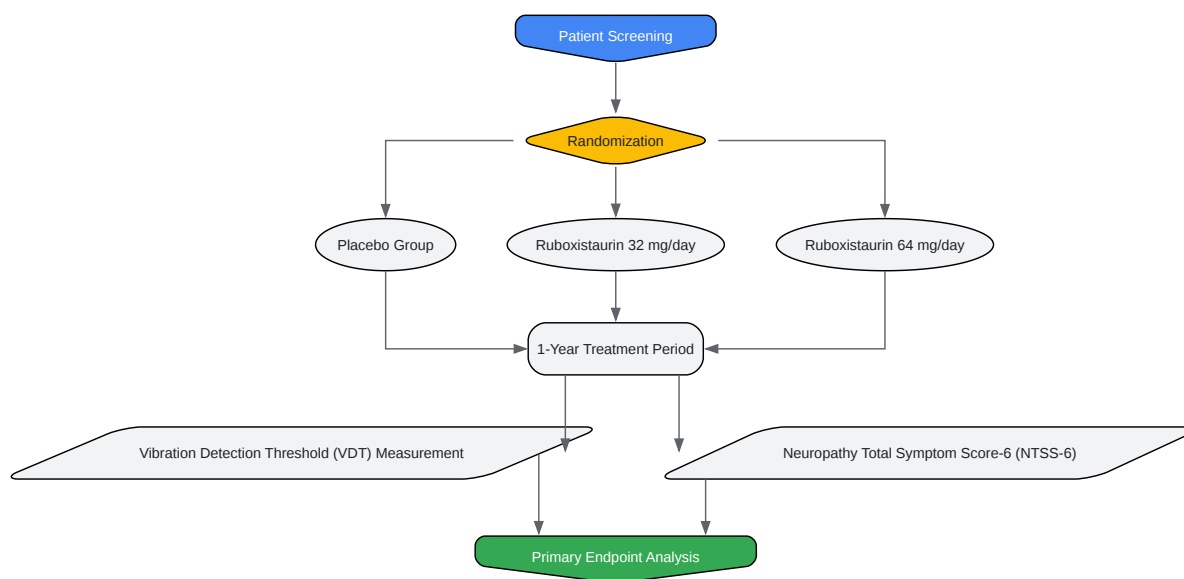 Patient Screening
Randomization
Placebo Group
Ruboxistaurin 32 mg/day
Ruboxistaurin 64 mg/day
1-Year Treatment Period
Vibration Detection Threshold (VDT) Measurement
Neuropathy Total Symptom Score-6 (NTSS-6)
Primary Endpoint Analysis